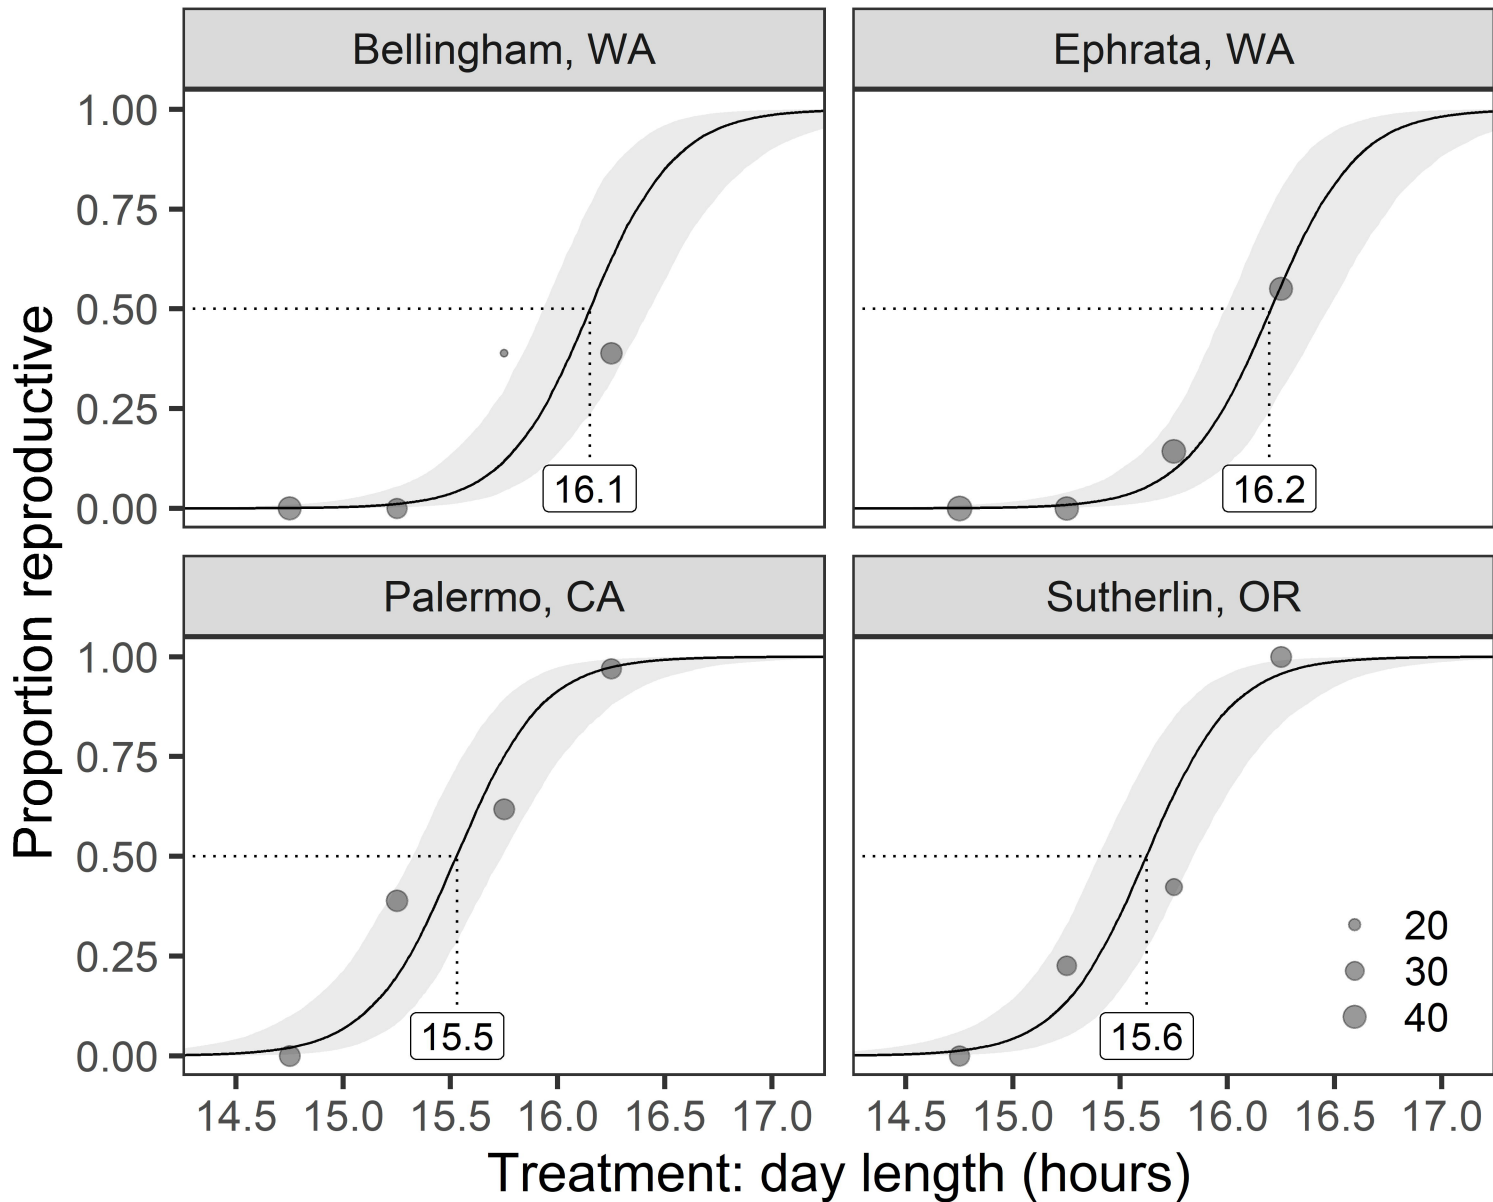 Bellingham, WA
Ephrata, WA
1.00
0.75
0.50
0.25
0.00
16.1
16.2
Palermo, CA
Sutherlin, OR
1.00
0.75
0.50
0.25
0.00
15.5
15.6
20
30
40
14.5 15.0 15.5 16.0 16.5 17.0
14.5 15.0 15.5 16.0 16.5 17.0
Proportion reproductive
Treatment: day length (hours)